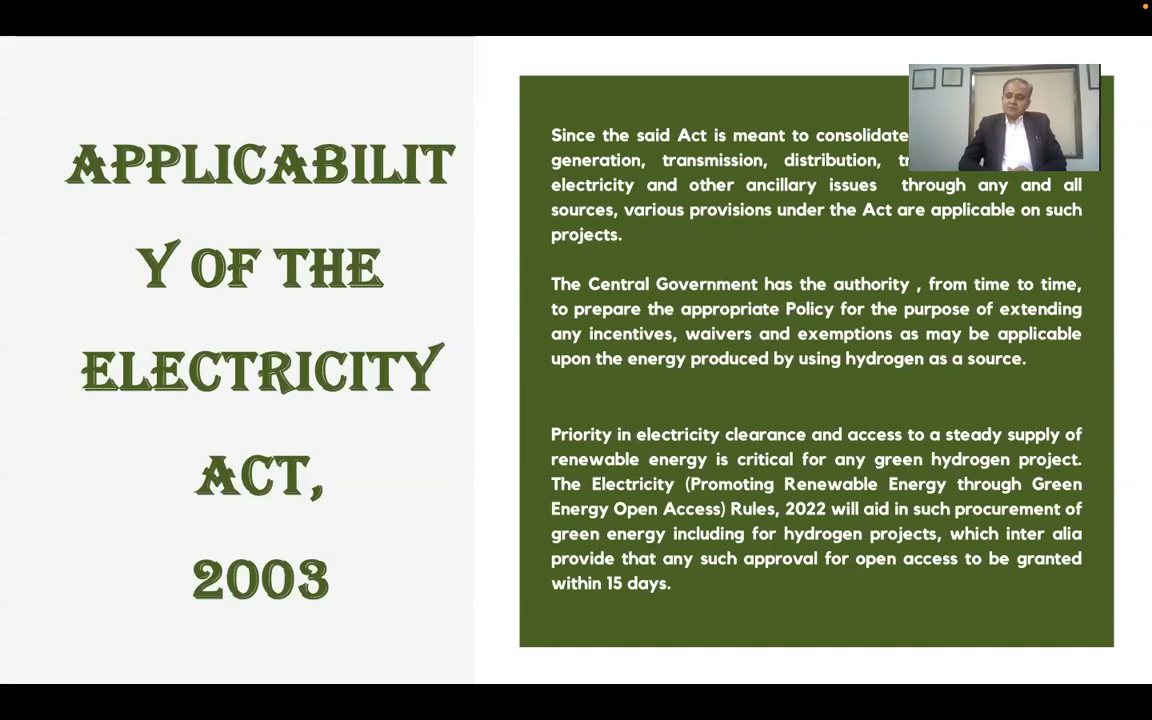 APPLICABILIT
Y OF THE
ELECTRICITY
ACT,
2003
Since the said Act is meant to consolidate
generation, transmission, distribution,
electricity and other ancillary issues through any and all
sources, various provisions under the Act are applicable on such
projects.
The Central Government has the authority , from time to time,
to prepare the appropriate Policy for the purpose of extending
any incentives, waivers and exemptions as may be applicable
upon the energy produced by using hydrogen as a source.
Priority in electricity clearance and access to a steady supply of
renewable energy is critical for any green hydrogen project.
The Electricity (Promoting Renewable Energy through Green
Energy Open Access) Rules, 2022 will aid in such procurement of
green energy including for hydrogen projects, which inter alia
provide that any such approval for open access to be granted
within 15 days.